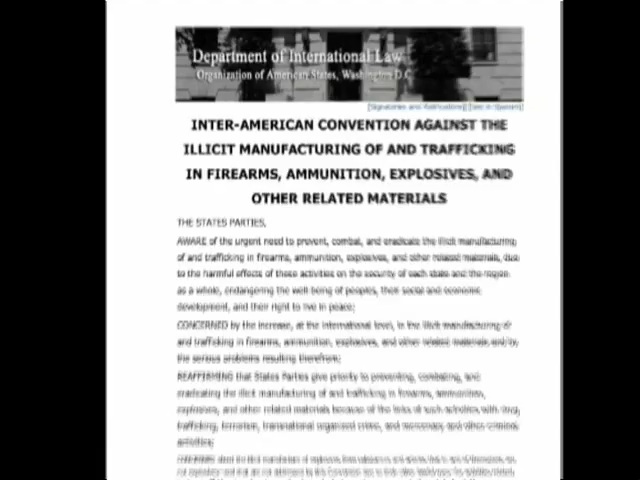 Department of International Law
Organization of American States, Washington D.C.
INTER-AMERICAN CONVENTION AGAINST THE
ILLICIT MANUFACTURING OF AND TRAFFICKING
IN FIREARMS, AMMUNITION, EXPLOSIVES, AND
OTHER RELATED MATERIALS
THE STATES PARTIES,
AWARE of the urgent need to prevent, combat, and eradicate the illicit manufacturing
of and trafficking in firearms, ammunition, explosives, and other related materials, due
to the harmful effects of these activities on the security of each state and the region
as a whole, endangering the well-being of peoples, their social and economic
development, and their right to live in peace;
CONCERNED by the increase, at the international level, in the illicit manufacturing of
and trafficking in firearms, ammunition, explosives, and other related materials and by
the serious problems resulting therefrom;
REAFFIRMING that States Parties give priority to preventing, combating, and
eradicating the illicit manufacturing of and trafficking in firearms, ammunition,
explosives, and other related materials because of the links of such activities with drug
trafficking, terrorism, transnational organized crime, and mercenary and other criminal
activities;